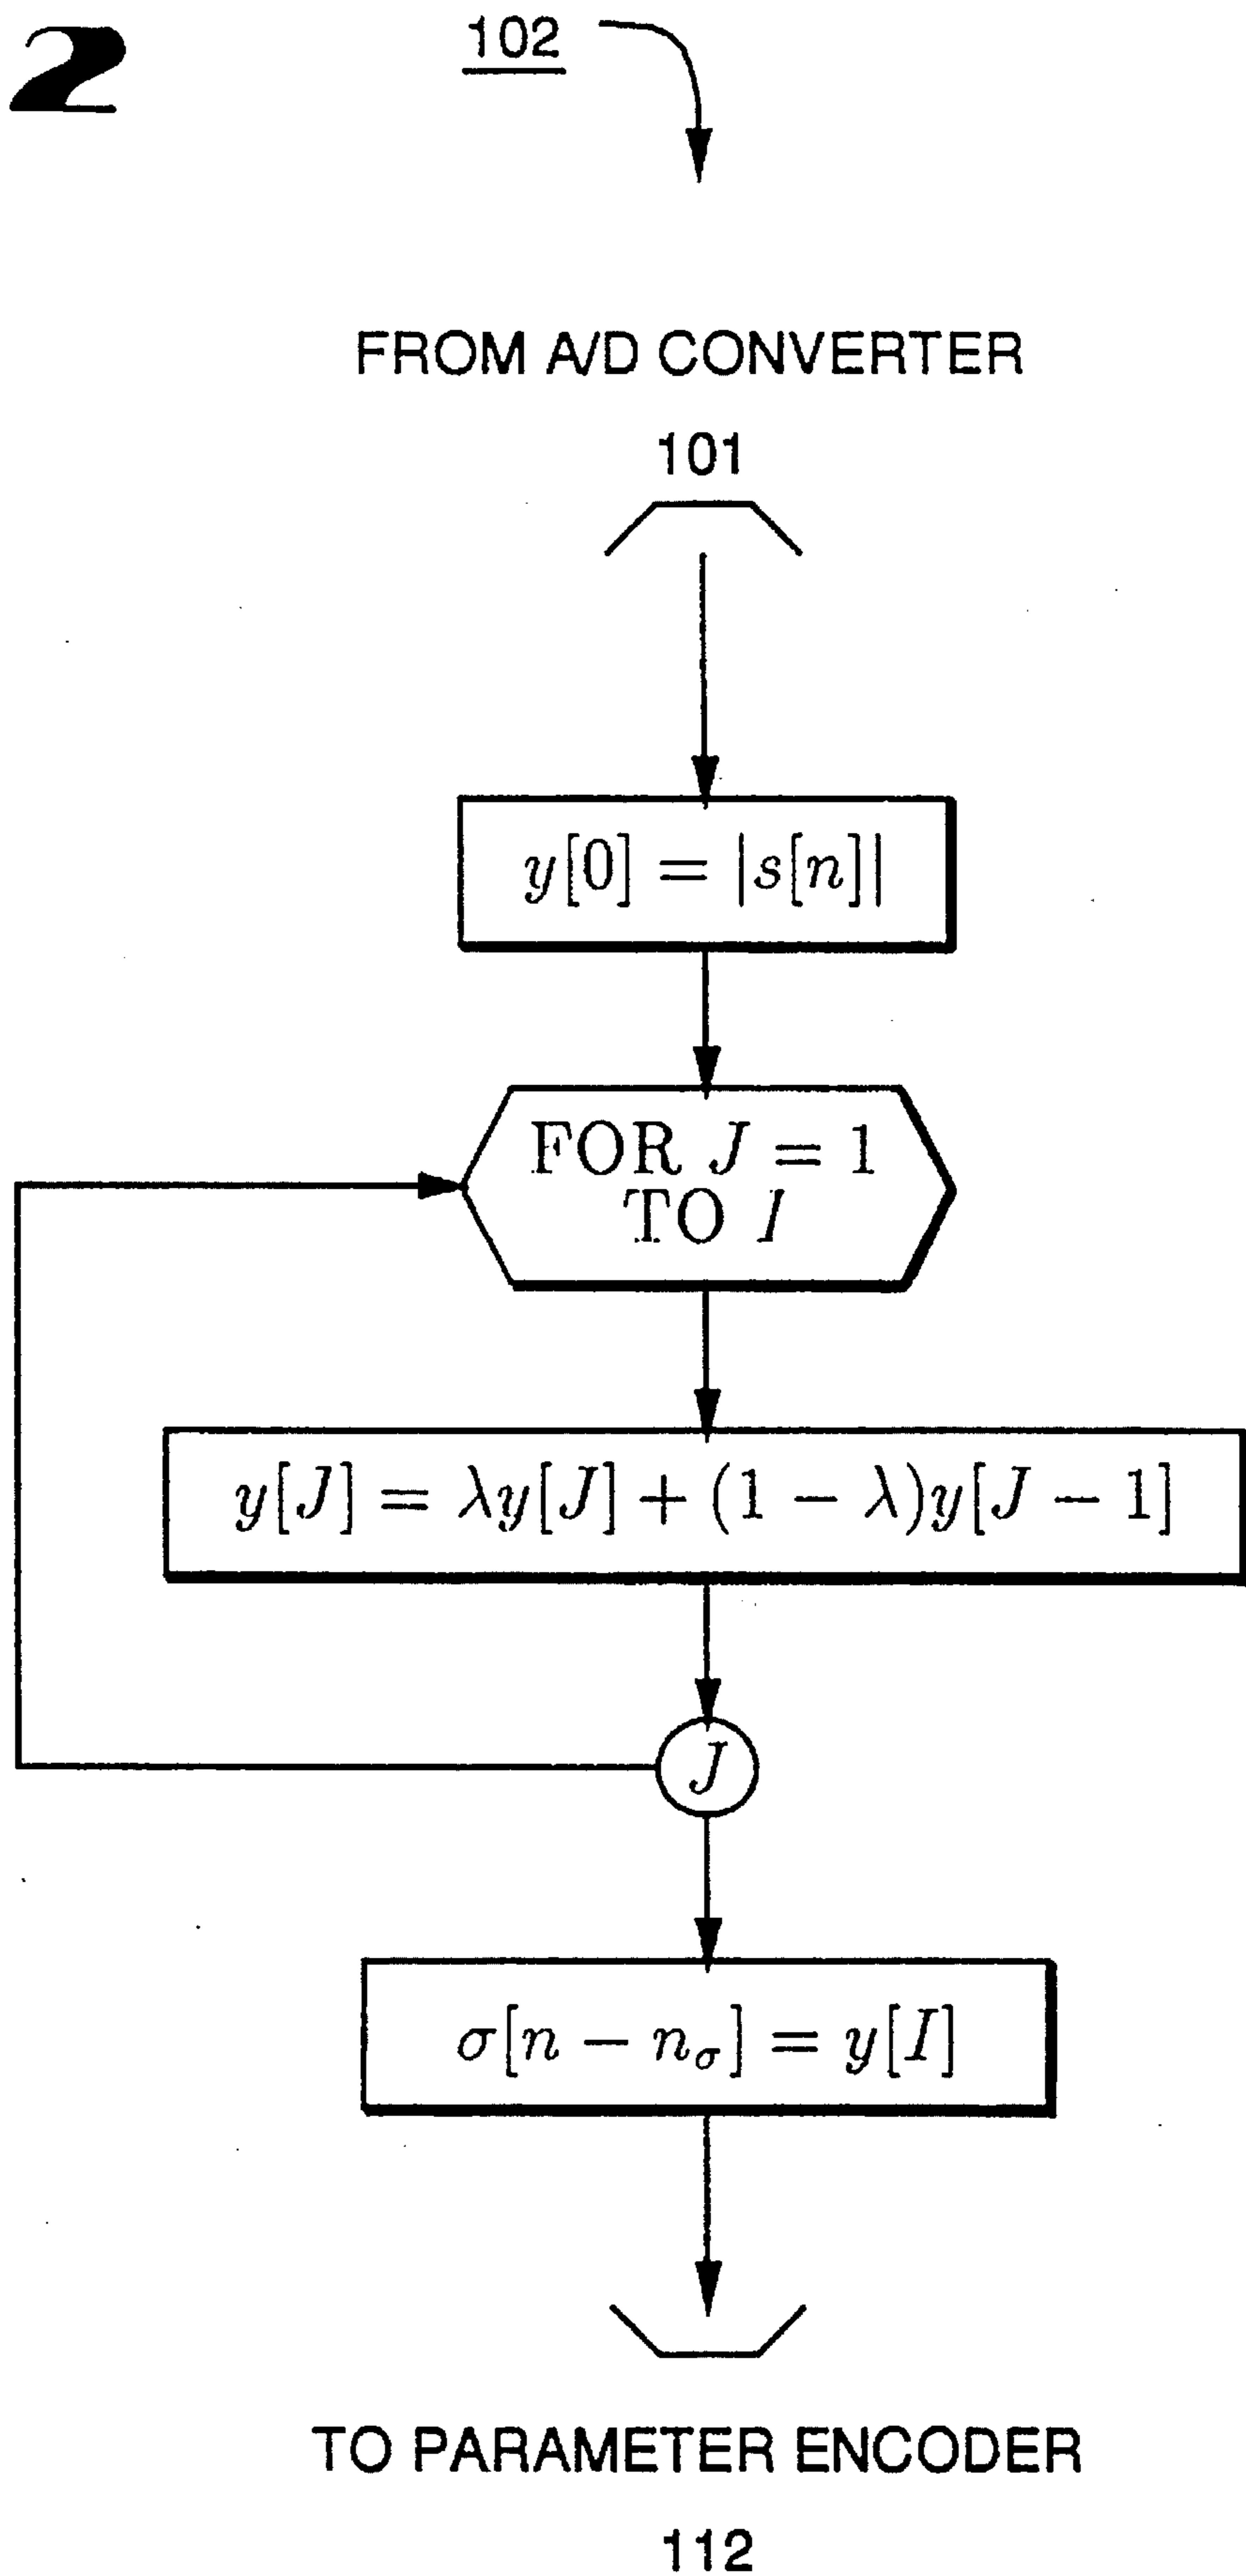 2
102
FROM A/D CONVERTER
101
y[0] = |s[n]|
FOR J = 1
TO I
y[J] = λy[J] + (1 − λ)y[J − 1]
J
σ[n − n_σ] = y[I]
TO PARAMETER ENCODER
112